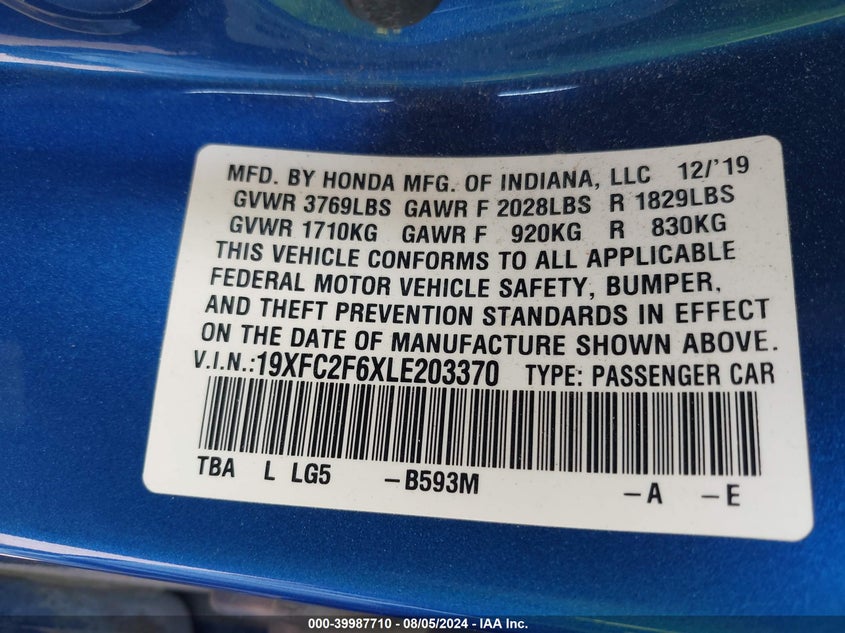 MFD. BY HONDA MFG. OF INDIANA, LLC 12/'19
GVWR 3769LBS GAWR F 2028LBS R 1829LBS
GVWR 1710KG GAWR F 920KG R 830KG
THIS VEHICLE CONFORMS TO ALL APPLICABLE
FEDERAL MOTOR VEHICLE SAFETY, BUMPER,
AND THEFT PREVENTION STANDARDS IN EFFECT
ON THE DATE OF MANUFACTURE SHOWN ABOVE.
V.I.N.:19XFC2F6XLE203370 TYPE: PASSENGER CAR
TBA L LG5 -B593M -A -E
000-39987710 - 08/05/2024 - IAA Inc.